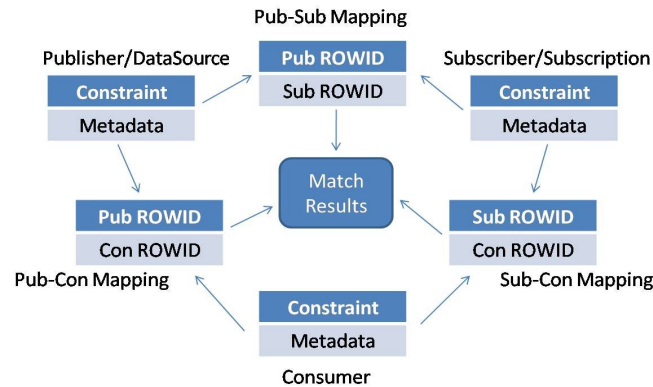 Pub-Sub Mapping
Publisher/DataSource
Pub ROWID
Sub ROWID
Subscriber/Subscription
Constraint
Metadata
Constraint
Metadata
Match
Results
Pub ROWID
Con ROWID
Pub-Con Mapping
Sub ROWID
Con ROWID
Sub-Con Mapping
Constraint
Metadata
Consumer